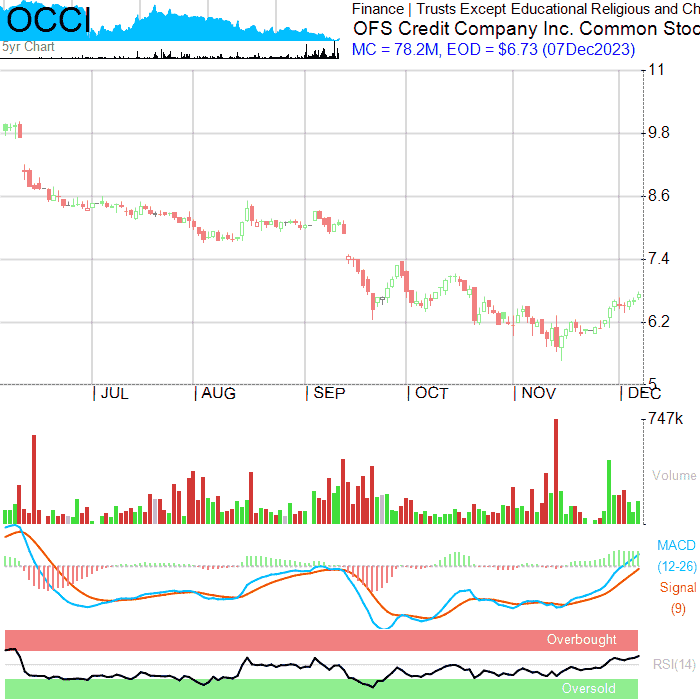 OCCI
5yr Chart
Finance | Trusts Except Educational Religious and Ch
OFS Credit Company Inc. Common Stoc
MC = 78.2M, EOD = $6.73 (07Dec2023)
11
9.8
8.6
7.4
6.2
5
JUL
AUG
SEP
OCT
NOV
DEC
747k
Volume
MACD
(12-26)
Signal
(9)
Overbought
RSI(14)
Oversold